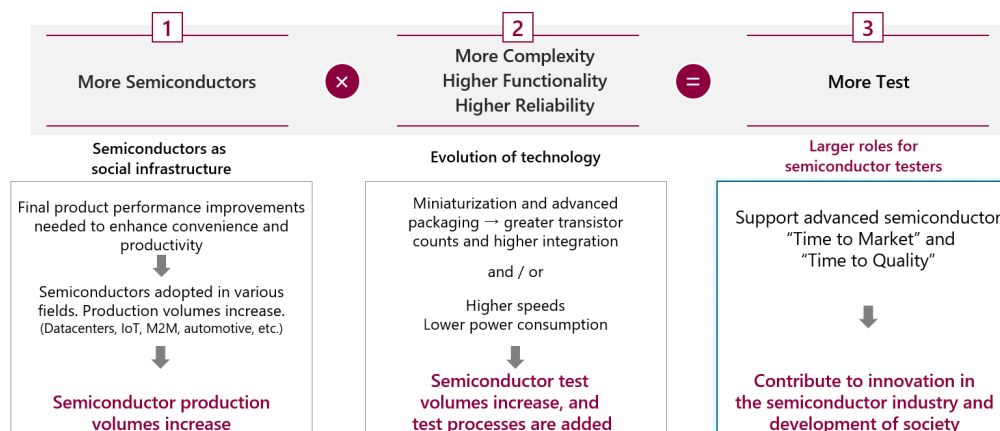 1
More Semiconductors
×
2
More Complexity
Higher Functionality
Higher Reliability
=
3
More Test
Semiconductors as
social infrastructure
Final product performance improvements
needed to enhance convenience and
productivity
Semiconductors adopted in various
fields. Production volumes increase.
(Datacenters, IoT, M2M, automotive, etc.)
Semiconductor production
volumes increase
Evolution of technology
Miniaturization and advanced
packaging → greater transistor
counts and higher integration
and / or
Higher speeds
Lower power consumption
Semiconductor test
volumes increase, and
test processes are added
Larger roles for
semiconductor testers
Support advanced semiconductor
“Time to Market” and
“Time to Quality”
Contribute to innovation in
the semiconductor industry and
development of society